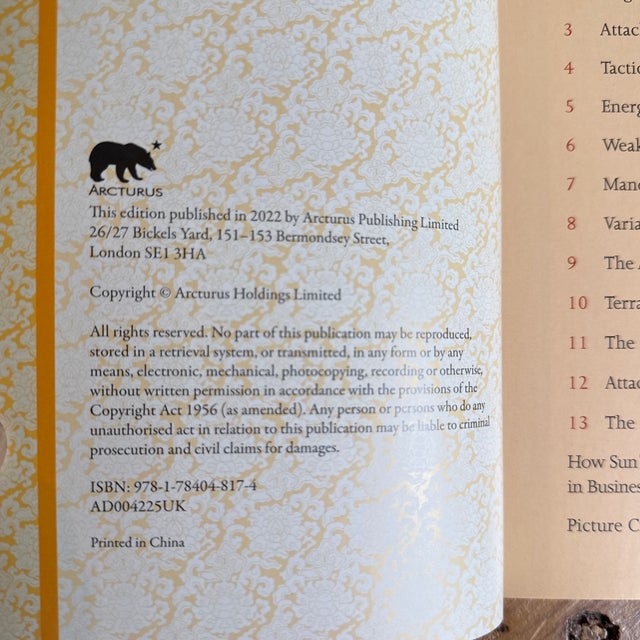 ARCTURUS
This edition published in 2022 by Arcturus Publishing Limited
26/27 Bickels Yard, 151–153 Bermondsey Street,
London SE1 3HA
Copyright © Arcturus Holdings Limited
All rights reserved. No part of this publication may be reproduced,
stored in a retrieval system, or transmitted, in any form or by any
means, electronic, mechanical, photocopying, recording or otherwise,
without written permission in accordance with the provisions of the
Copyright Act 1956 (as amended). Any person or persons who do any
unauthorised act in relation to this publication may be liable to criminal
prosecution and civil claims for damages.
ISBN: 978-1-78404-817-4
AD004225UK
Printed in China
3 Attac
4 Tactic
5 Energ
6 Weak
7 Mano
8 Varia
9 The
10 Terra
11 The
12 Attac
13 The
How Sun
in Busines
Picture C